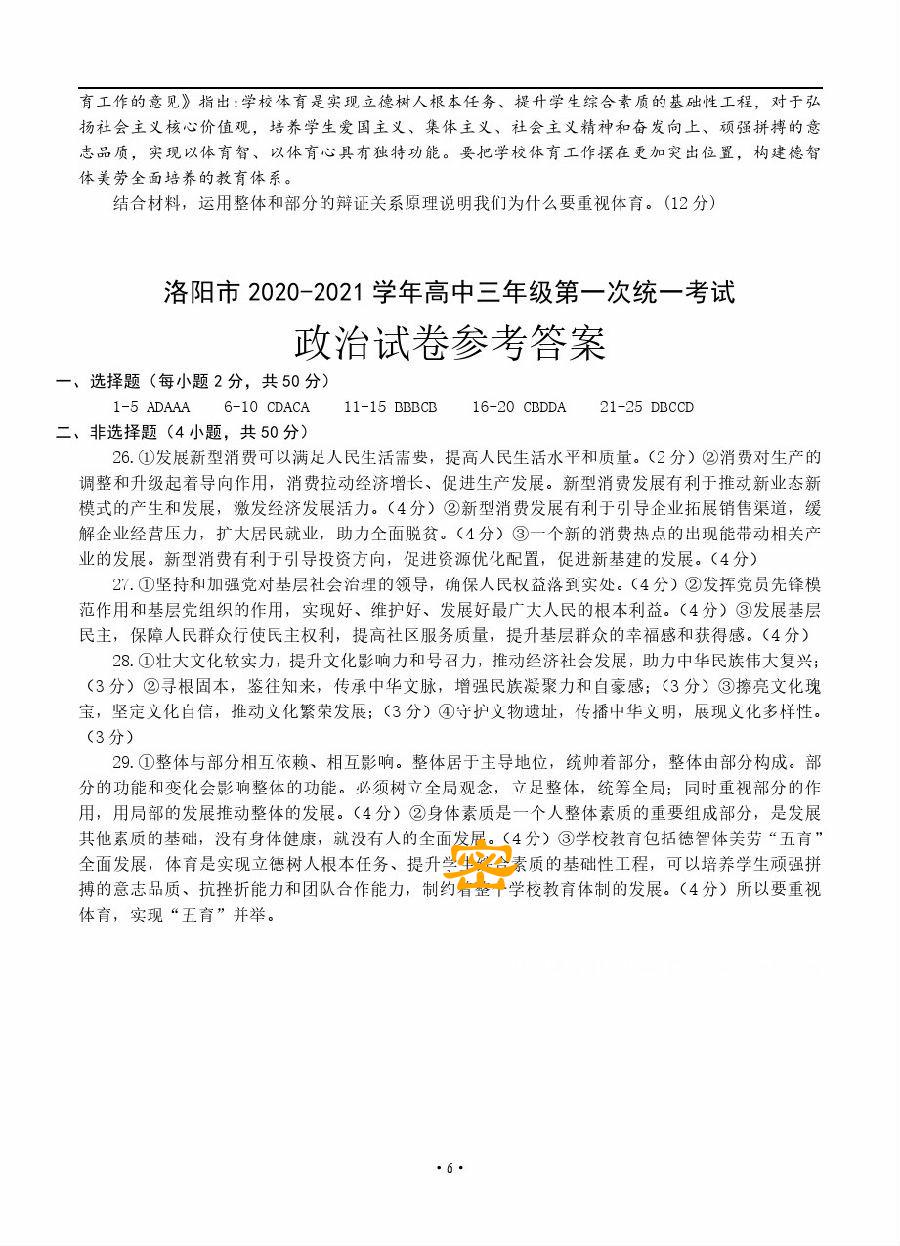 育工作的意见》指出:学校体育是实现立德树人根本任务、提升学生综合素质的基础性工程，对于弘
扬社会主义核心价值观，培养学生爱国主义、集体主义、社会主义精神和奋发向上、顽强拼搏的意
志品质，实现以体育智、以体育心具有独特功能。要把学校体育工作摆在更加突出位置，构建德智
体美劳全面培养的教育体系。
结合材料，运用整体和部分的辩证关系原理说明我们为什么要重视体育。(12分)
洛阳市2020-2021学年高中三年级第一次统一考试
政治试卷参考答案
一、选择题（每小题2分，共50分）
1-5 ADAAA 6-10 CDACA 11-15 BBBCB 16-20 CBDDA 21-25 DBCCD
二、非选择题（4小题，共50分）
26.①发展新型消费可以满足人民生活需要，提高人民生活水平和质量。（2分）②消费对生产的
调整和升级起着导向作用，消费拉动经济增长、促进生产发展。新型消费发展有利于推动新业态新
模式的产生和发展，激发经济发展活力。（4分）②新型消费发展有利于引导企业拓展销售渠道，缓
解企业经营压力，扩大居民就业，助力全面脱贫。（4分）③一个新的消费热点的出现能带动相关产
业的发展。新型消费有利于引导投资方向，促进资源优化配置，促进新基建的发展。（4分）
27.①坚持和加强党对基层社会治理的领导，确保人民权益落到实处。（4分）②发挥党员先锋模
范作用和基层党组织的作用，实现好、维护好、发展好最广大人民的根本利益。（4分）③发展基层
民主，保障人民群众行使民主权利，提高社区服务质量，提升基层群众的幸福感和获得感。（4分）
28.①壮大文化软实力，提升文化影响力和号召力，推动经济社会发展，助力中华民族伟大复兴；
（3分）②寻根固本，鉴往知来，传承中华文脉，增强民族凝聚力和自豪感；（3分）③擦亮文化瑰
宝，坚定文化自信，推动文化繁荣发展；（3分）④守护文物遗址，传播中华文明，展现文化多样性。
（3分）
29.①整体与部分相互依赖、相互影响。整体居于主导地位，统帅着部分，整体由部分构成。部
分的功能和变化会影响整体的功能。必须树立全局观念，立足整体，统筹全局；同时重视部分的作
用，用局部的发展推动整体的发展。（4分）②身体素质是一个人整体素质的重要组成部分，是发展
其他素质的基础，没有身体健康，就没有人的全面发展。（4分）③学校教育包括德智体美劳“五育”
全面发展，体育是实现立德树人根本任务、提升学生综合素质的基础性工程，可以培养学生顽强拼
搏的意志品质、抗挫折能力和团队合作能力，制约着整个学校教育体制的发展。（4分）所以要重视
体育，实现“五育”并举。
密
·6·